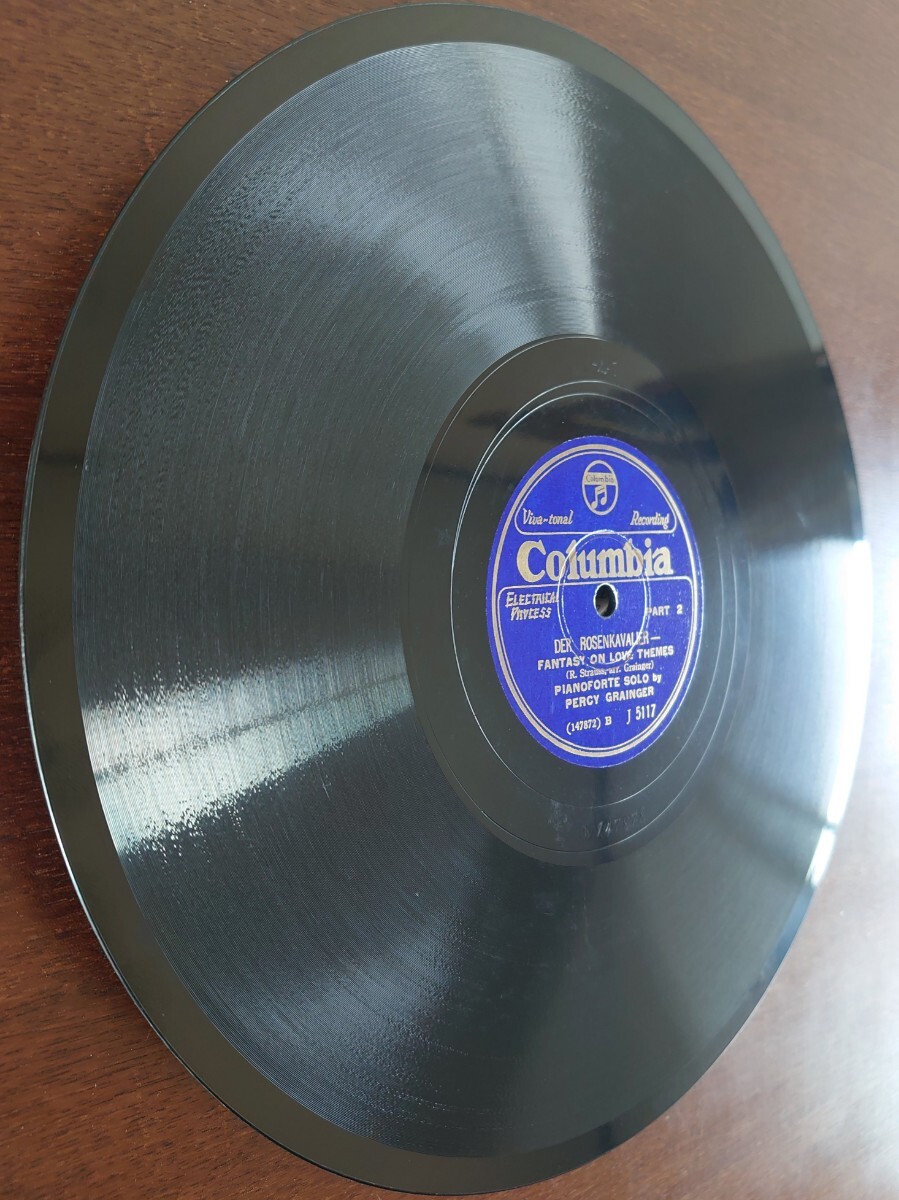 Columbia
Viva-tonal Recording
Columbia
ELECTRICAL
PROCESS
PART 2
DER ROSENKAVALIER—
FANTASY ON LOVE THEMES
(R. Strauss, arr. Grainger)
PIANOFORTE SOLO by
PERCY GRAINGER
(147872) B J 5117